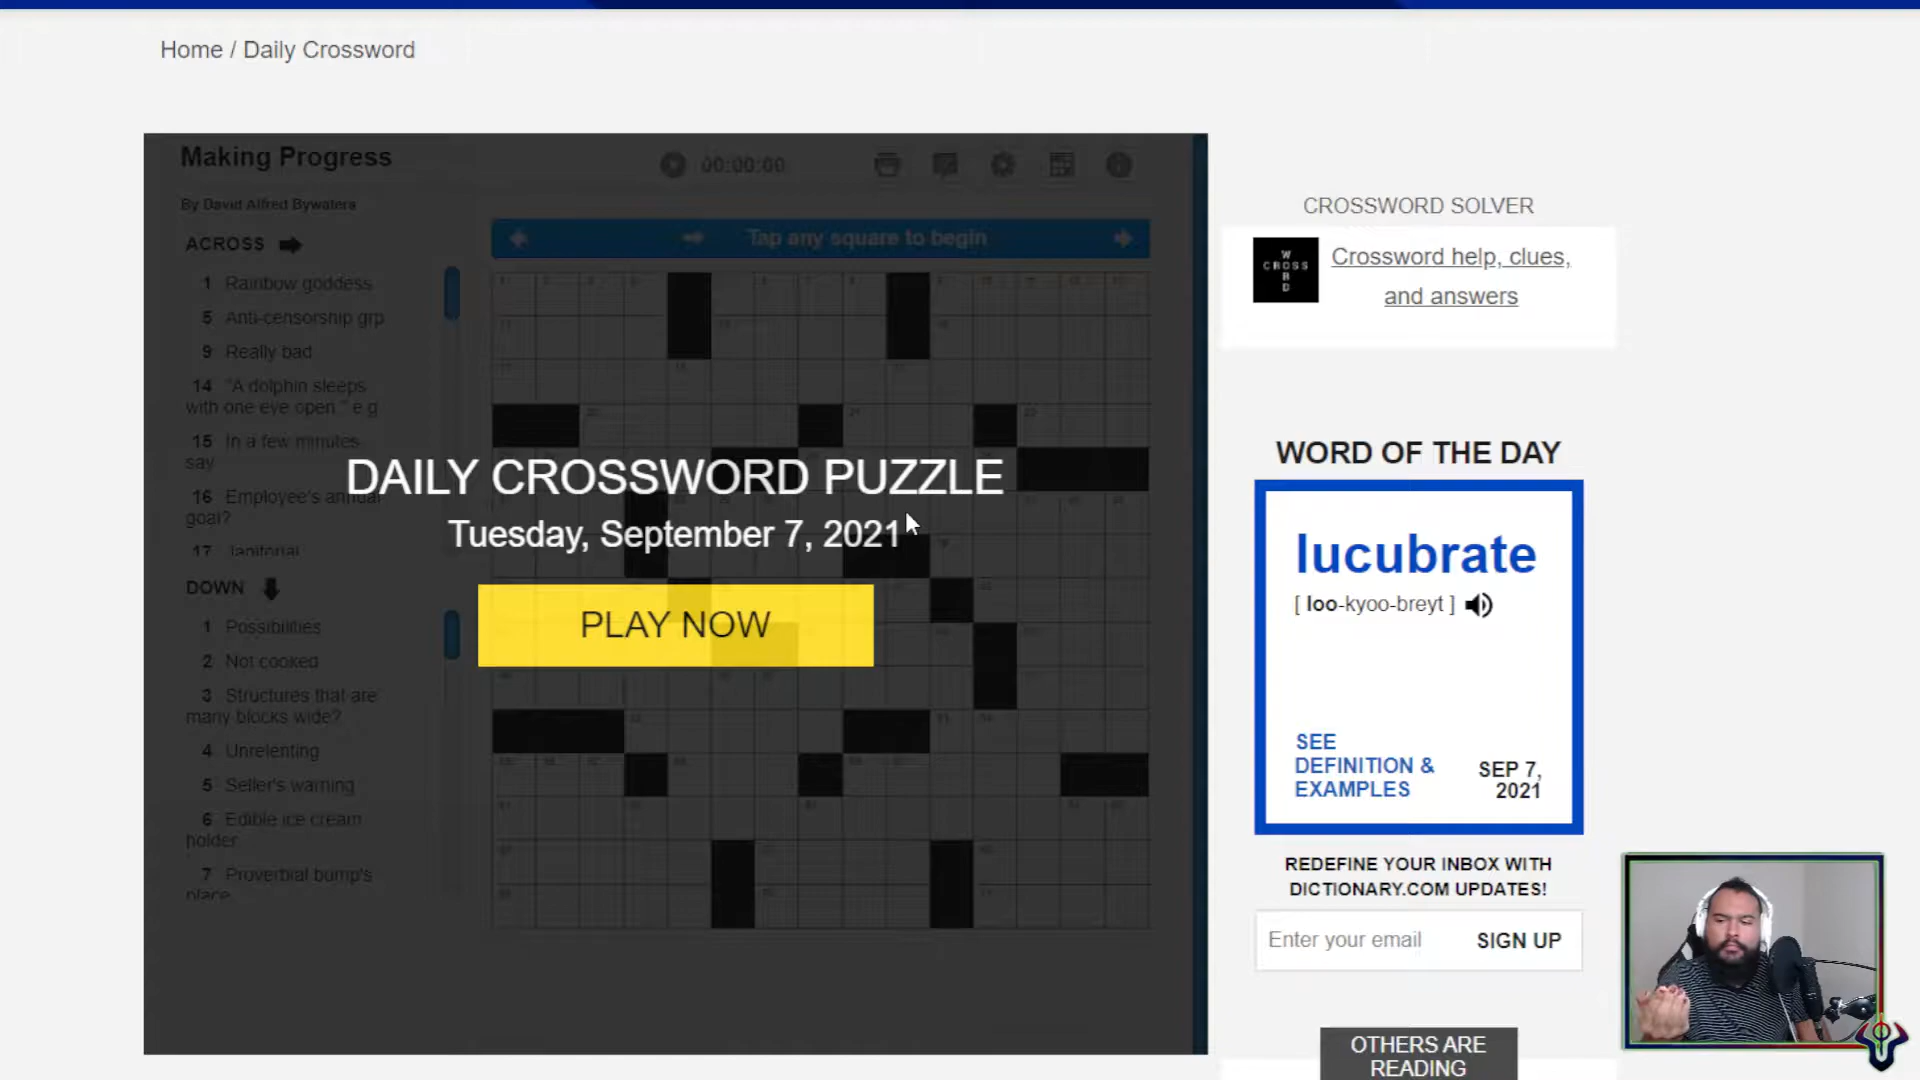 Home / Daily Crossword
Making Progress
00:00:00
By David Alfred Bywaters
ACROSS
Tap any square to begin
1 Rainbow goddess
5 Anti-censorship grp
9 Really bad
14 "A dolphin sleeps
with one eye open," e g
15 In a few minutes,
say
16 Employee's annual
goal?
17 Janitorial
DOWN
1 Possibilities
2 Not cooked
3 Structures that are
many blocks wide?
4 Unrelenting
5 Seller's warning
6 Edible ice cream
holder
7 Proverbial bump's
place
DAILY CROSSWORD PUZZLE
Tuesday, September 7, 2021
PLAY NOW
CROSSWORD SOLVER
CROSS
WORD
Crossword help, clues,
and answers
WORD OF THE DAY
lucubrate
[ loo-kyoo-breyt ]
SEE
DEFINITION &
EXAMPLES
SEP 7,
2021
REDEFINE YOUR INBOX WITH
DICTIONARY.COM UPDATES!
Enter your email
SIGN UP
OTHERS ARE
READING